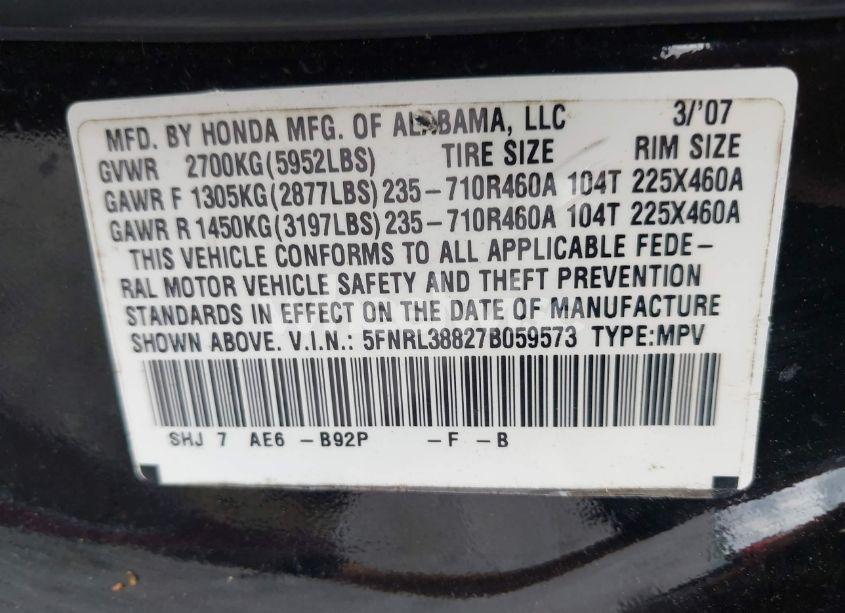 MFD. BY HONDA MFG. OF ALABAMA, LLC 3/'07
GVWR 2700KG(5952LBS) TIRE SIZE RIM SIZE
GAWR F 1305KG(2877LBS) 235-710R460A 104T 225X460A
GAWR R 1450KG(3197LBS) 235-710R460A 104T 225X460A
THIS VEHICLE CONFORMS TO ALL APPLICABLE FEDE-
RAL MOTOR VEHICLE SAFETY AND THEFT PREVENTION
STANDARDS IN EFFECT ON THE DATE OF MANUFACTURE
SHOWN ABOVE. V.I.N.: 5FNRL38827B059573 TYPE:MPV
SHJ 7 AE6 -B92P -F -B